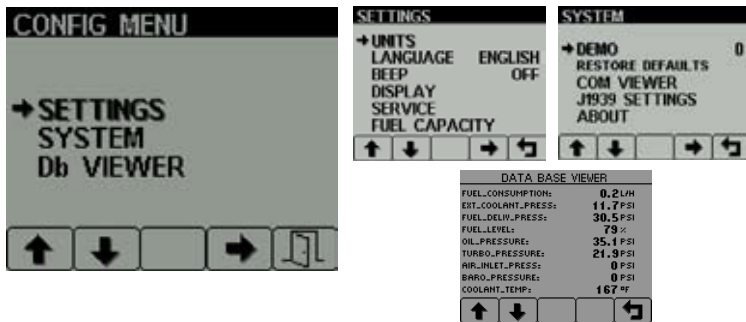 CONFIG MENU
SETTINGS
SYSTEM
Db VIEWER
SETTINGS
UNITS
LANGUAGE ENGLISH
BEEP OFF
DISPLAY
SERVICE
FUEL CAPACITY
SYSTEM
DEMO 0
RESTORE DEFAULTS
COM VIEWER
J1939 SETTINGS
ABOUT
DATA BASE VIEWER
FUEL_CONSUMPTION: 0.2 L/H
EXT_COOLANT_PRESS: 11.7 PSI
FUEL_DELIV_PRESS: 30.5 PSI
FUEL_LEVEL: 79 %
OIL_PRESSURE: 35.1 PSI
TURBO_PRESSURE: 21.9 PSI
AIR_INLET_PRESS: 0 PSI
BARO_PRESSURE: 0 PSI
COOLANT_TEMP: 167 ºF